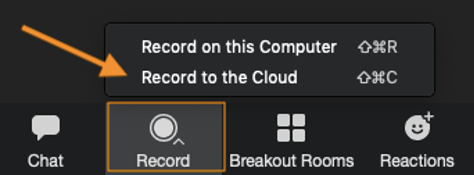 Record on this Computer ⇧⌘R
Record to the Cloud ⇧⌘C
Chat Record Breakout Rooms Reactions